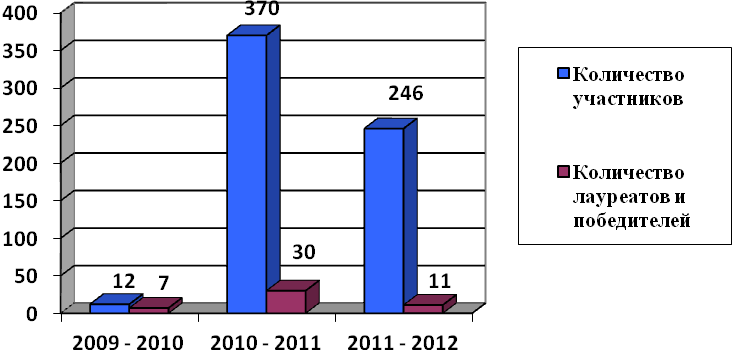 400
350
300
250
200
150
100
50
0
370
246
12
7
30
11
2009 - 2010
2010 - 2011
2011 - 2012
Количество
участников
Количество
лауреатов и
победителей